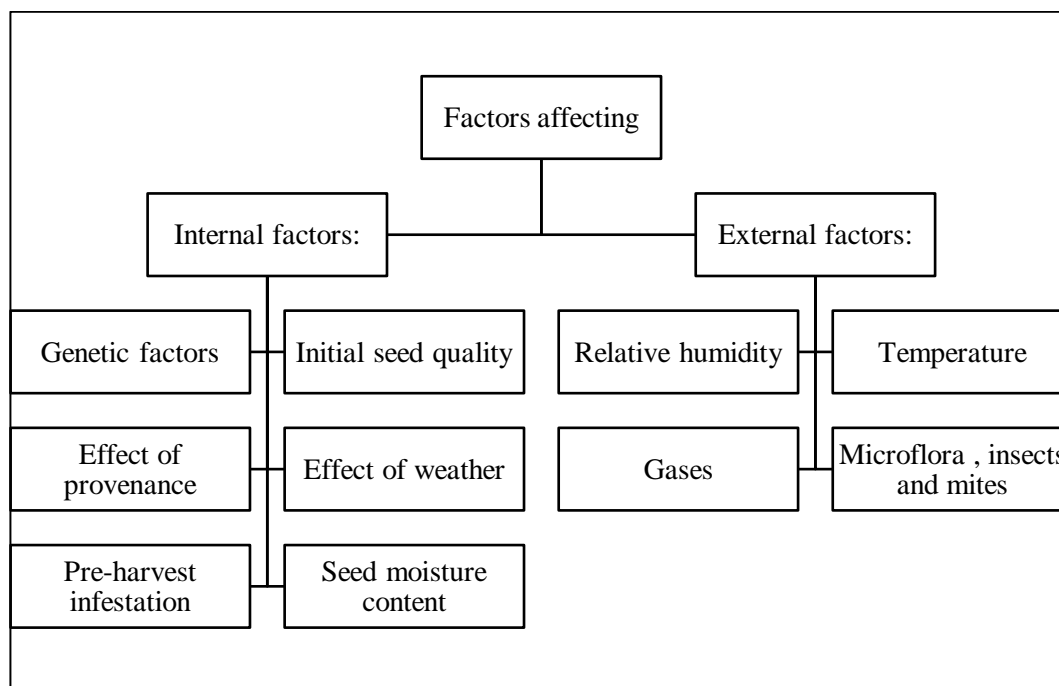 Factors affecting
Internal factors:
External factors:
Genetic factors
Initial seed quality
Relative humidity
Temperature
Effect of
provenance
Effect of weather
Gases
Microflora , insects
and mites
Pre-harvest
infestation
Seed moisture
content